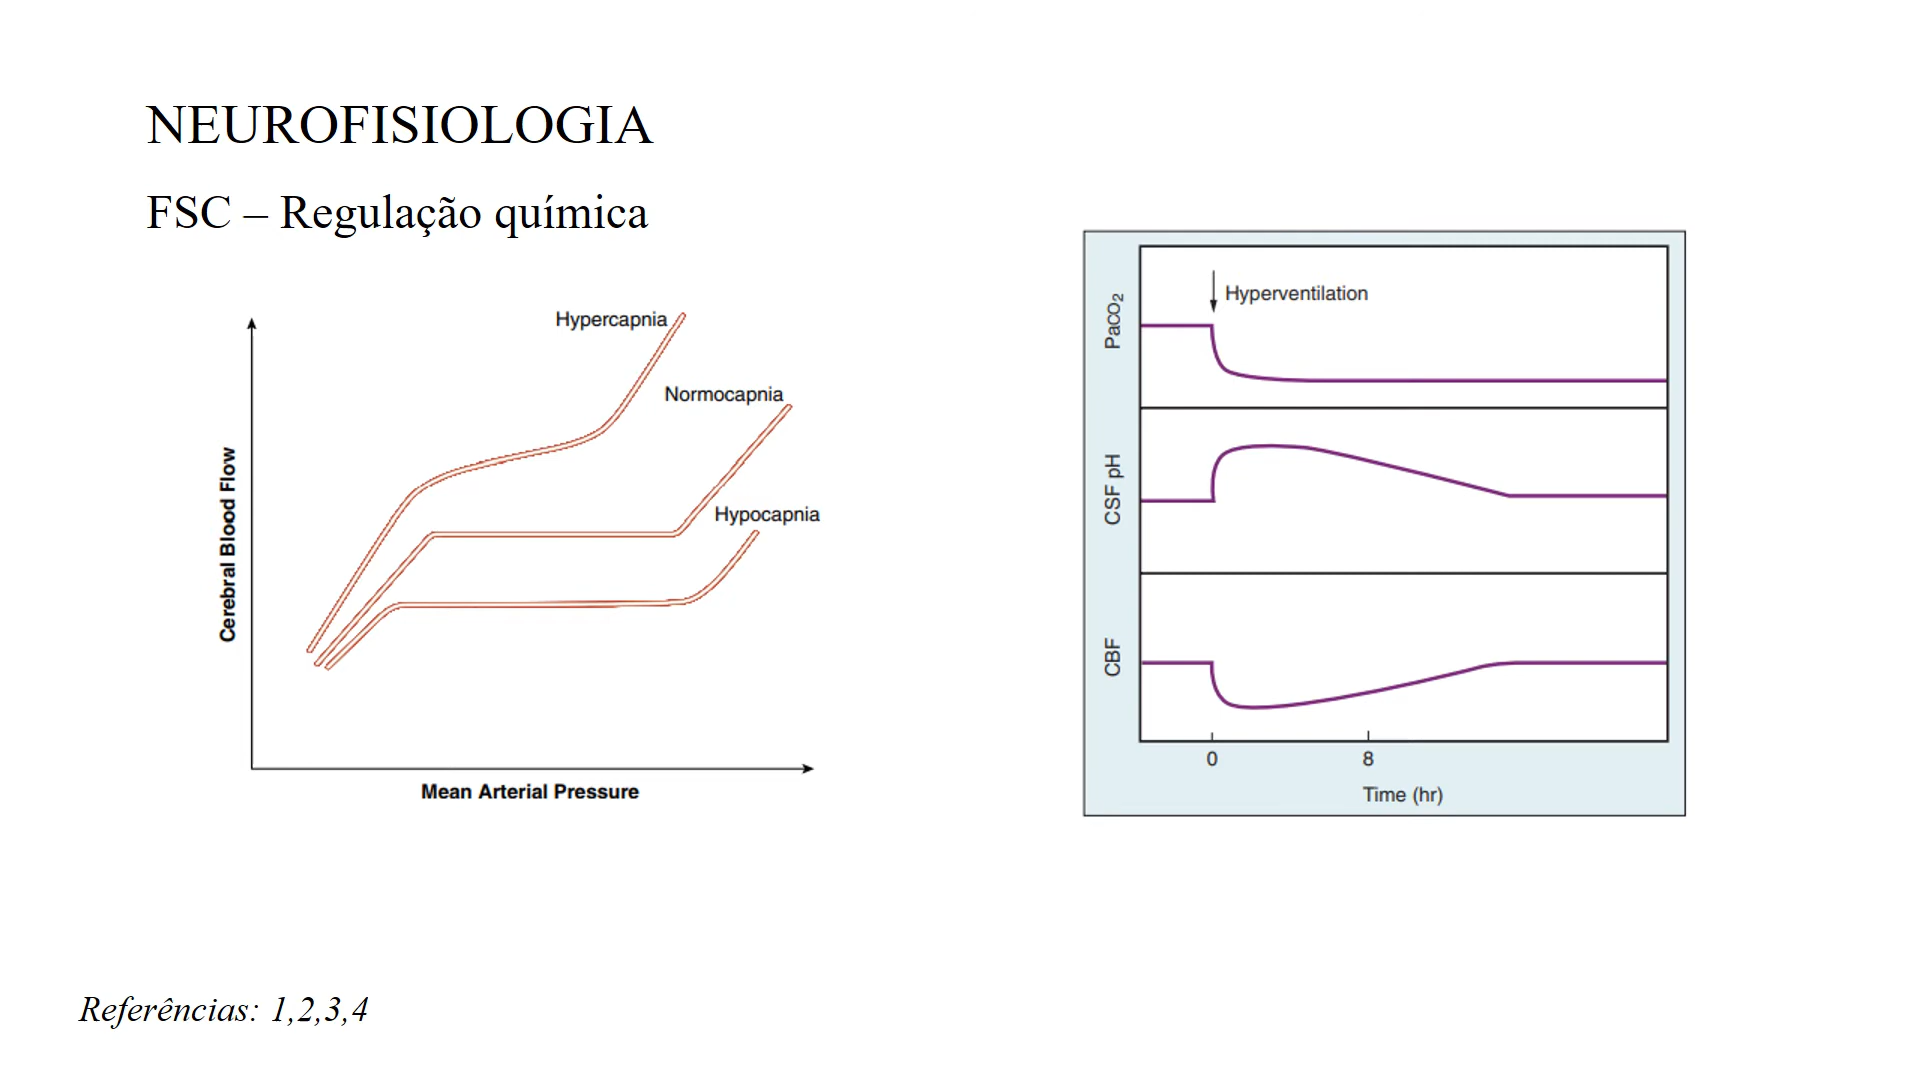 NEUROFISIOLOGIA
FSC – Regulação química
Hypercapnia
Normocapnia
Hypocapnia
Cerebral Blood Flow
Mean Arterial Pressure
Hyperventilation
PaCO2
CSF pH
CBF
0
8
Time (hr)
Referências: 1,2,3,4